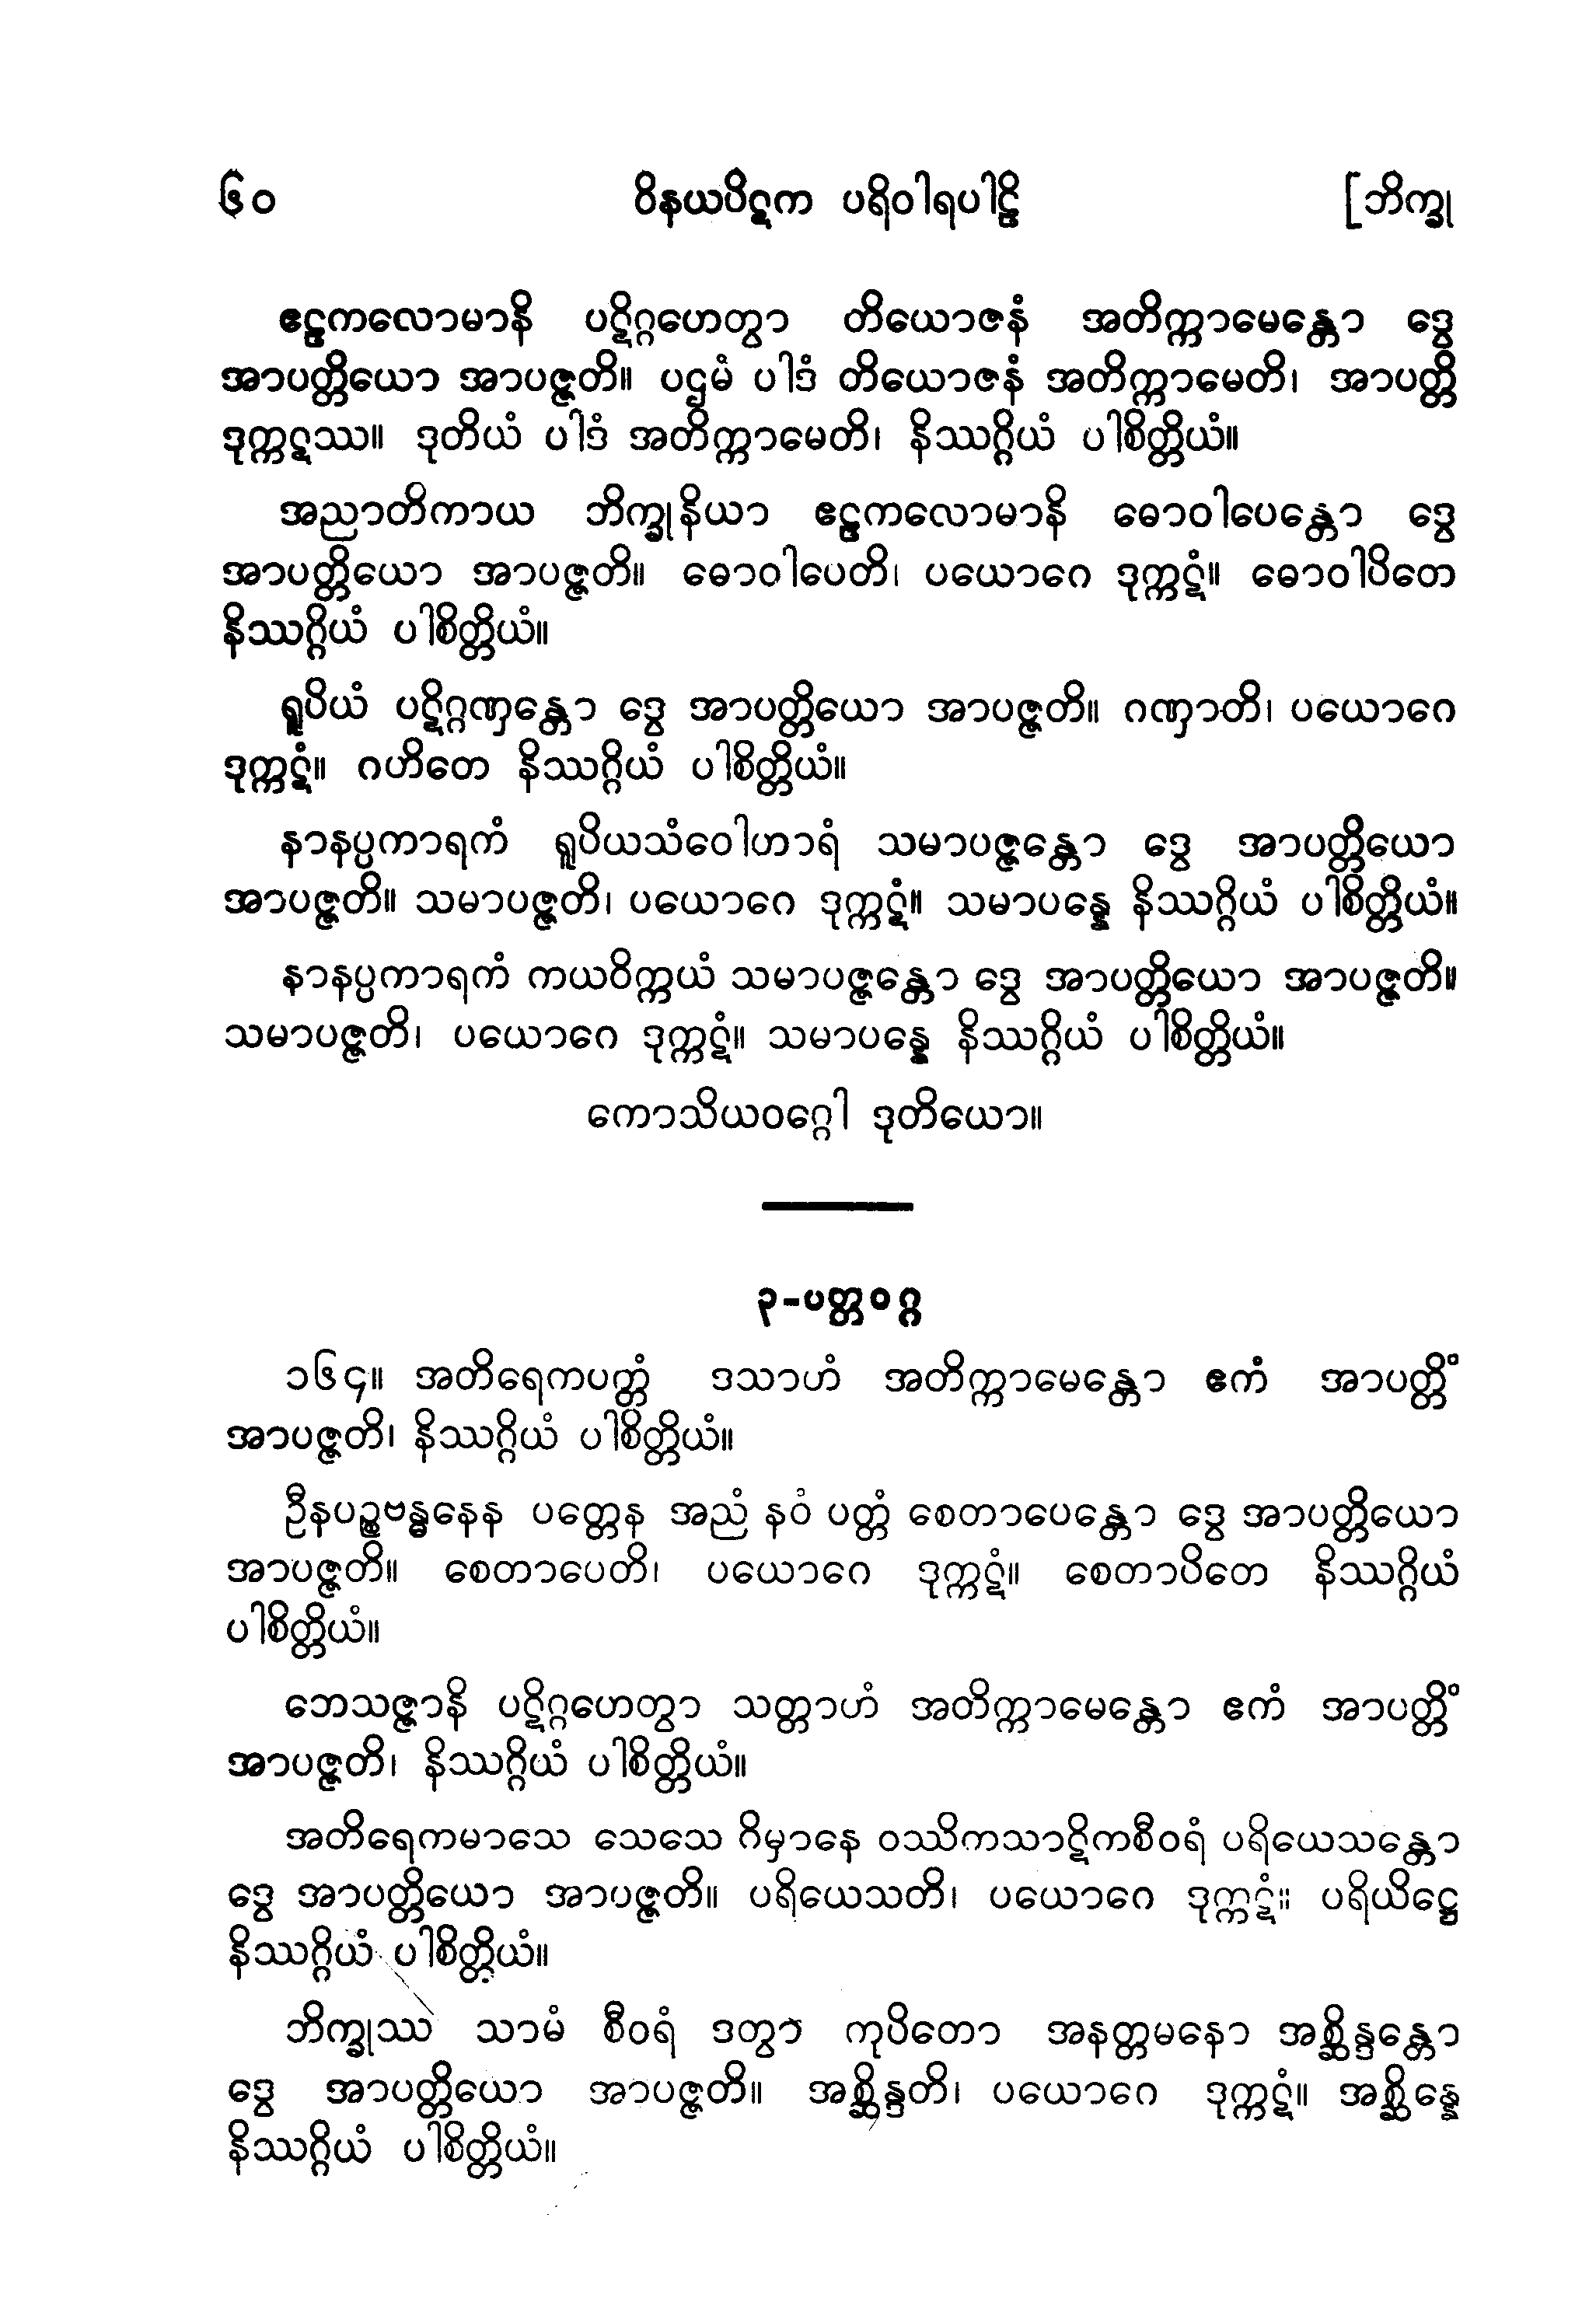 ၆၀ ဝိနယပိဋက ပရိဝါရပါဠိ [ဘိက္ခု
ဧဠကလောမာနိ ပဋိဂ္ဂဟေတွာ တိယောဇနံ အတိက္ကာမေန္တော ဒွေ
အာပတ္တိယော အာပဇ္ဇတိ။ ပဌမံ ပါဒံ တိယောဇနံ အတိက္ကာမေတိ၊ အာပတ္တိ
ဒုက္ကဋဿ။ ဒုတိယံ ပါဒံ အတိက္ကာမေတိ၊ နိဿဂ္ဂိယံ ပါစိတ္တိယံ။
အညာတိကာယ ဘိက္ခုနိယာ ဧဠကလောမာနိ ဓောဝါပေန္တော ဒွေ
အာပတ္တိယော အာပဇ္ဇတိ။ ဓောဝါပေတိ၊ ပယောဂေ ဒုက္ကဋံ။ ဓောဝါပိတေ
နိဿဂ္ဂိယံ ပါစိတ္တိယံ။
ရူပိယံ ပဋိဂ္ဂဏှန္တော ဒွေ အာပတ္တိယော အာပဇ္ဇတိ။ ဂဏှာတိ၊ ပယောဂေ
ဒုက္ကဋံ။ ဂဟိတေ နိဿဂ္ဂိယံ ပါစိတ္တိယံ။
နာနပ္ပကာရကံ ရူပိယသံဝေါဟာရံ သမာပဇ္ဇန္တော ဒွေ အာပတ္တိယော
အာပဇ္ဇတိ။ သမာပဇ္ဇတိ၊ ပယောဂေ ဒုက္ကဋံ။ သမာပန္နေ နိဿဂ္ဂိယံ ပါစိတ္တိယံ။
နာနပ္ပကာရကံ ကယဝိက္ကယံ သမာပဇ္ဇန္တော ဒွေ အာပတ္တိယော အာပဇ္ဇတိ။
သမာပဇ္ဇတိ၊ ပယောဂေ ဒုက္ကဋံ။ သမာပန္နေ နိဿဂ္ဂိယံ ပါစိတ္တိယံ။
ကောသိယဝဂ္ဂေါ ဒုတိယော။
၃-ပတ္တဝဂ္ဂ
၁၆၄။ အတိရေကပတ္တံ ဒသာဟံ အတိက္ကာမေန္တော ဧကံ အာပတ္တိံ
အာပဇ္ဇတိ၊ နိဿဂ္ဂိယံ ပါစိတ္တိယံ။
ဦနပဉ္စဗန္ဓနေန ပတ္တေန အညံ နဝံ ပတ္တံ စေတာပေန္တော ဒွေ အာပတ္တိယော
အာပဇ္ဇတိ။ စေတာပေတိ၊ ပယောဂေ ဒုက္ကဋံ။ စေတာပိတေ နိဿဂ္ဂိယံ
ပါစိတ္တိယံ။
ဘေသဇ္ဇာနိ ပဋိဂ္ဂဟေတွာ သတ္တာဟံ အတိက္ကာမေန္တော ဧကံ အာပတ္တိံ
အာပဇ္ဇတိ၊ နိဿဂ္ဂိယံ ပါစိတ္တိယံ။
အတိရေကမာသေ သေသေ ဂိမှာနေ ဝဿိကသာဋိကစီဝရံ ပရိယေသန္တော
ဒွေ အာပတ္တိယော အာပဇ္ဇတိ။ ပရိယေသတိ၊ ပယောဂေ ဒုက္ကဋံ။ ပရိယိဋ္ဌေ
နိဿဂ္ဂိယံ ပါစိတ္တိယံ။
ဘိက္ခုဿ သာမံ စီဝရံ ဒတွာ ကုပိတော အနတ္တမနော အစ္ဆိန္ဒန္တော
ဒွေ အာပတ္တိယော အာပဇ္ဇတိ။ အစ္ဆိန္ဒတိ၊ ပယောဂေ ဒုက္ကဋံ။ အစ္ဆိန္နေ
နိဿဂ္ဂိယံ ပါစိတ္တိယံ။